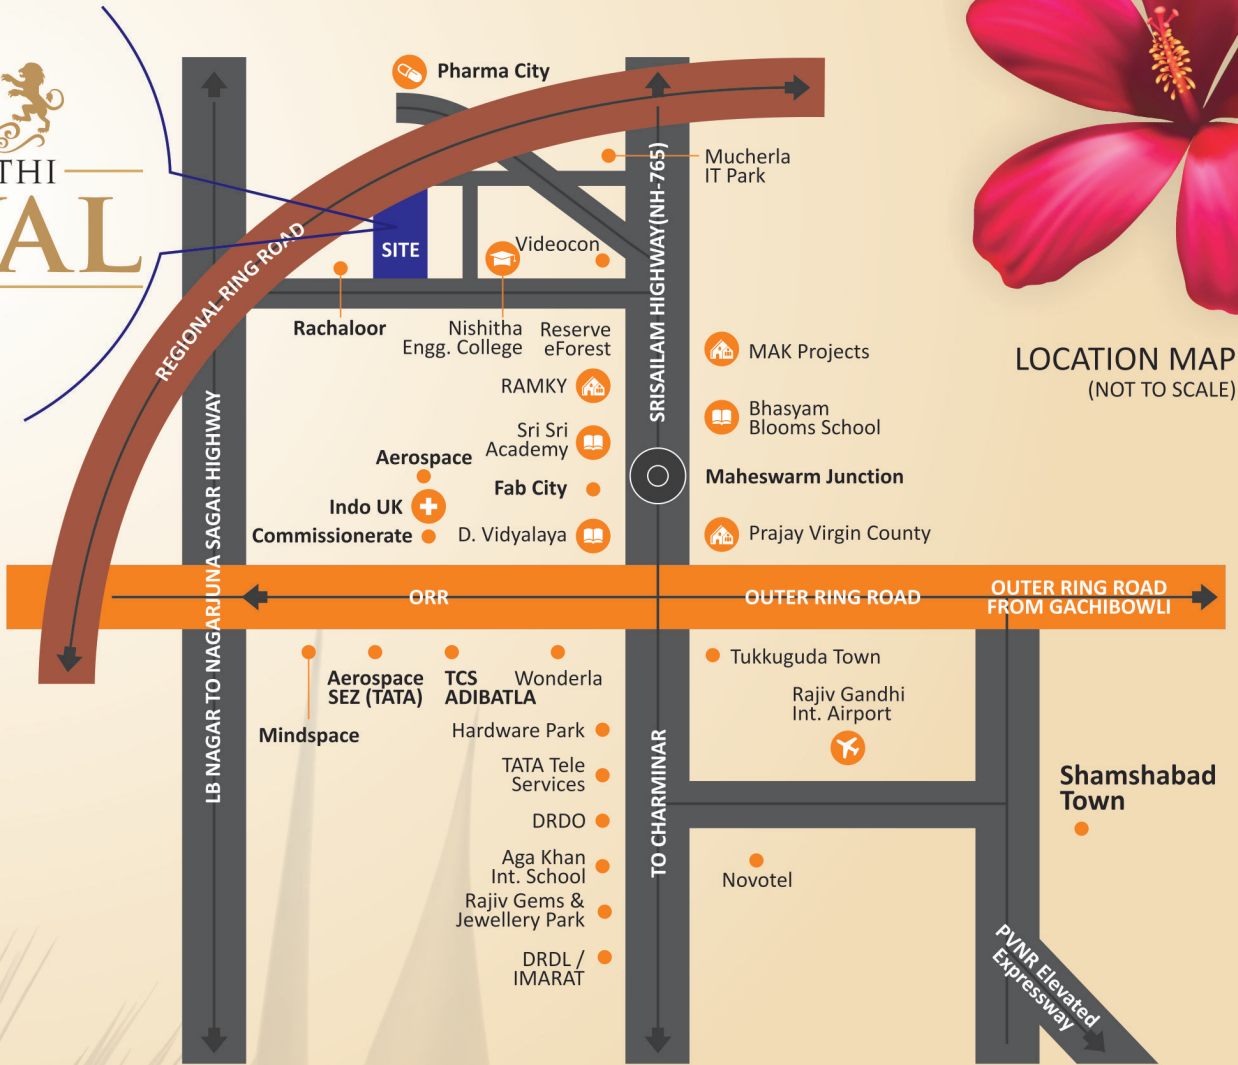 THI
AL
Pharma City
Mucherla
IT Park
SITE
Videocon
REGIONAL RING ROAD
SRISAILAM HIGHWAY(NH-765)
Rachaloor
Nishitha
Engg. College
Reserve
eForest
MAK Projects
LOCATION MAP
(NOT TO SCALE)
RAMKY
Bhasyam
Blooms School
Sri Sri
Academy
Aerospace
Fab City
Maheswarm Junction
Indo UK
Commissionerate
D. Vidyalaya
Prajay Virgin County
LB NAGAR TO NAGARJUNA SAGAR HIGHWAY
ORR
OUTER RING ROAD
OUTER RING ROAD
FROM GACHIBOWLI
Mindspace
Aerospace
SEZ (TATA)
TCS
ADIBATLA
Wonderla
Tukkuguda Town
Rajiv Gandhi
Int. Airport
Hardware Park
TATA Tele
Services
TO CHARMINAR
Shamshabad
Town
DRDO
Aga Khan
Int. School
Novotel
Rajiv Gems &
Jewellery Park
DRDL /
IMARAT
PVNR Elevated
Expressway